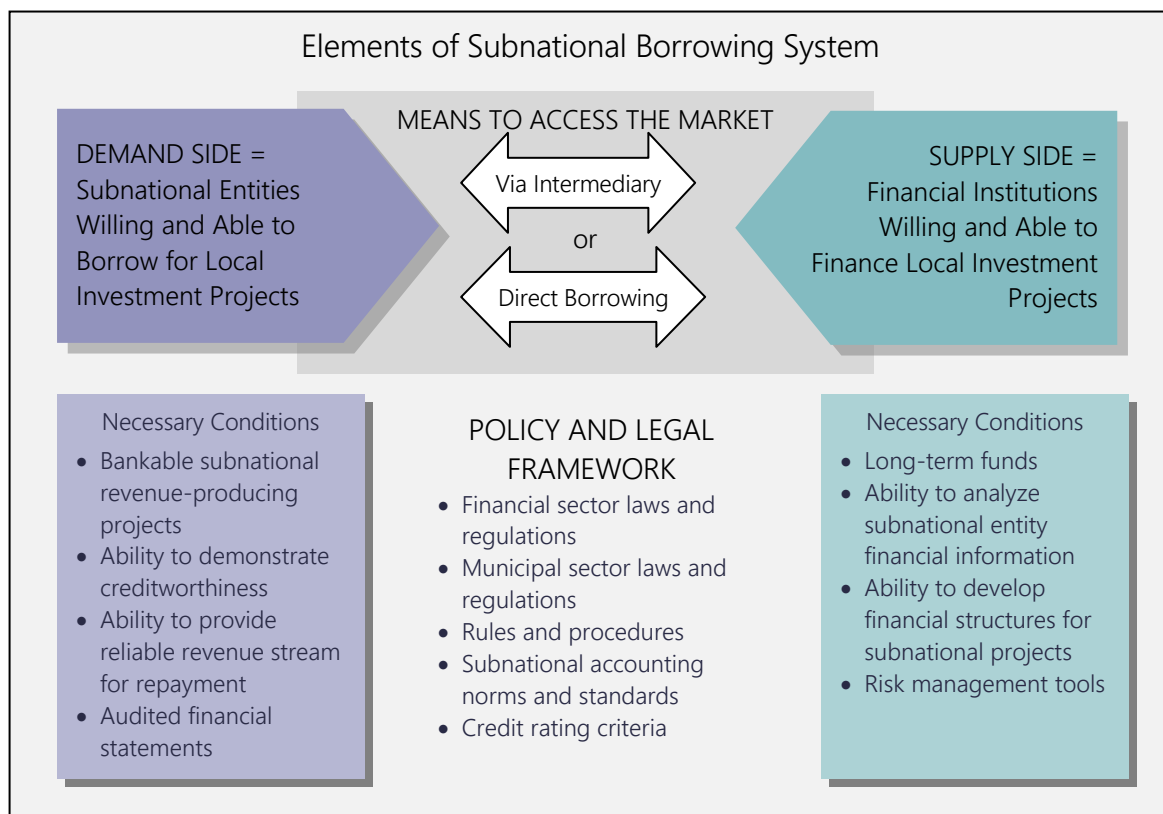 Elements of Subnational Borrowing System
MEANS TO ACCESS THE MARKET
DEMAND SIDE =
Subnational Entities
Willing and Able to
Borrow for Local
Investment Projects
Via Intermediary
or
Direct Borrowing
SUPPLY SIDE =
Financial Institutions
Willing and Able to
Finance Local Investment
Projects
Necessary Conditions
• Bankable subnational
revenue-producing
projects
• Ability to demonstrate
creditworthiness
• Ability to provide
reliable revenue stream
for repayment
• Audited financial
statements
POLICY AND LEGAL
FRAMEWORK
• Financial sector laws and
regulations
• Municipal sector laws and
regulations
• Rules and procedures
• Subnational accounting
norms and standards
• Credit rating criteria
Necessary Conditions
• Long-term funds
• Ability to analyze
subnational entity
financial information
• Ability to develop
financial structures for
subnational projects
• Risk management tools